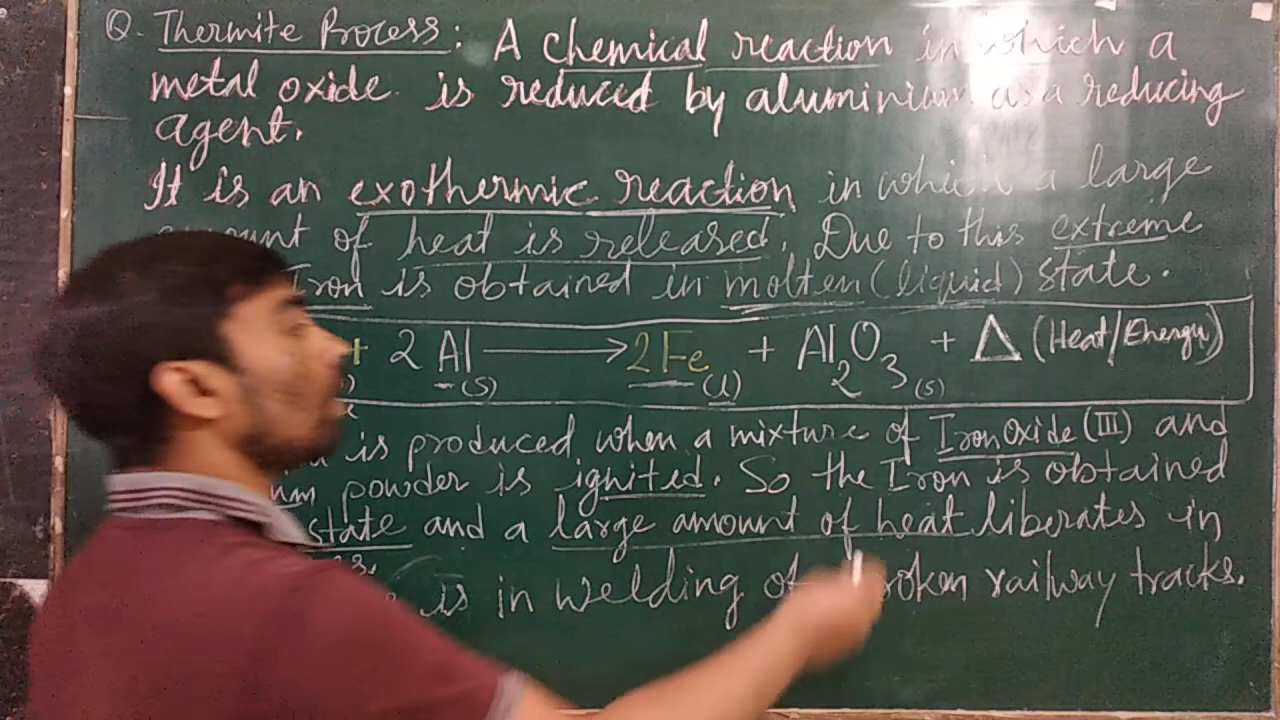 Q. Thermite Process: A chemical reaction in which a
metal oxide is reduced by aluminium as a reducing
agent.
It is an exothermic reaction in which a large
of heat is released. Due to this extreme
Iron is obtained in molten (liquid) state.
+ 2 Al(s) ⟶ 2Fe(l) + Al2O3(s) + Δ (Heat/Energy)
is produced when a mixture of Iron Oxide (III) and
powder is ignited. So the Iron is obtained
state and a large amount of heat liberates in
is in welding of railway tracks.